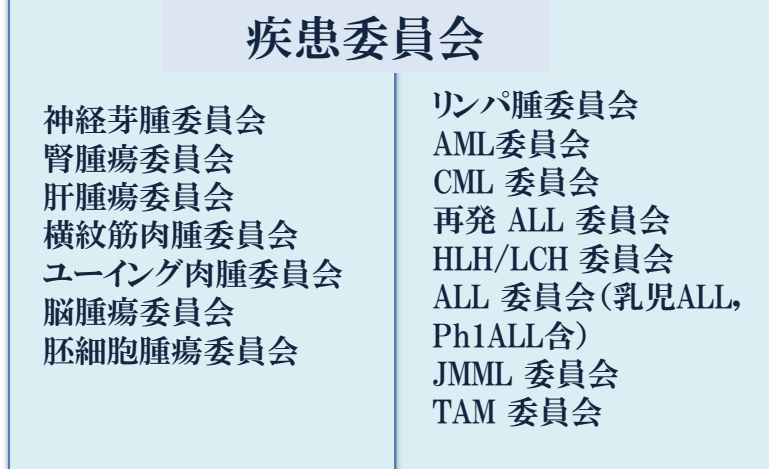 疾患委員会
神経芽腫委員会
腎腫瘍委員会
肝腫瘍委員会
横紋筋肉腫委員会
ユーイング肉腫委員会
脳腫瘍委員会
胚細胞腫瘍委員会
リンパ腫委員会
AML委員会
CML 委員会
再発 ALL 委員会
HLH/LCH 委員会
ALL 委員会(乳児ALL,
Ph1ALL含)
JMML 委員会
TAM 委員会